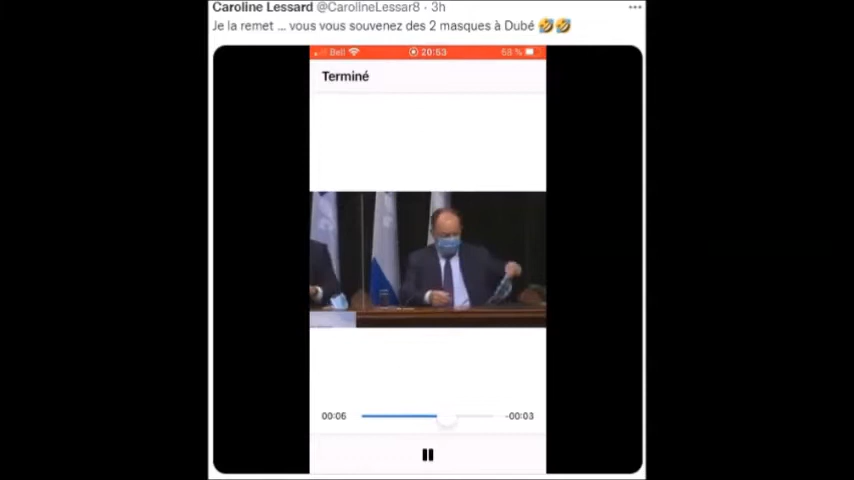 Caroline Lessard @CarolineLessar8 · 3h
Je la remet ... vous vous souvenez des 2 masques à Dubé 🤣🤣
Bell 20:53 68 %
Terminé
00:06 -00:03